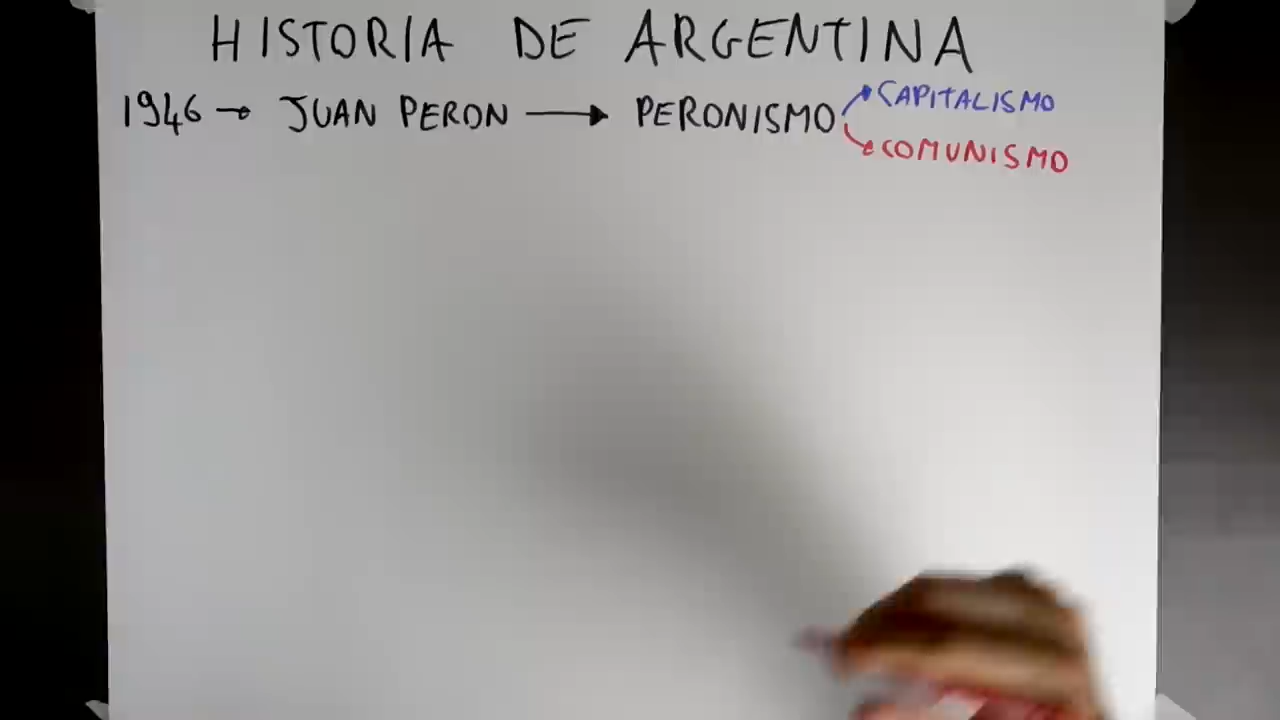 HISTORIA DE ARGENTINA
1946 → JUAN PERON → PERONISMO → CAPITALISMO
→ COMUNISMO